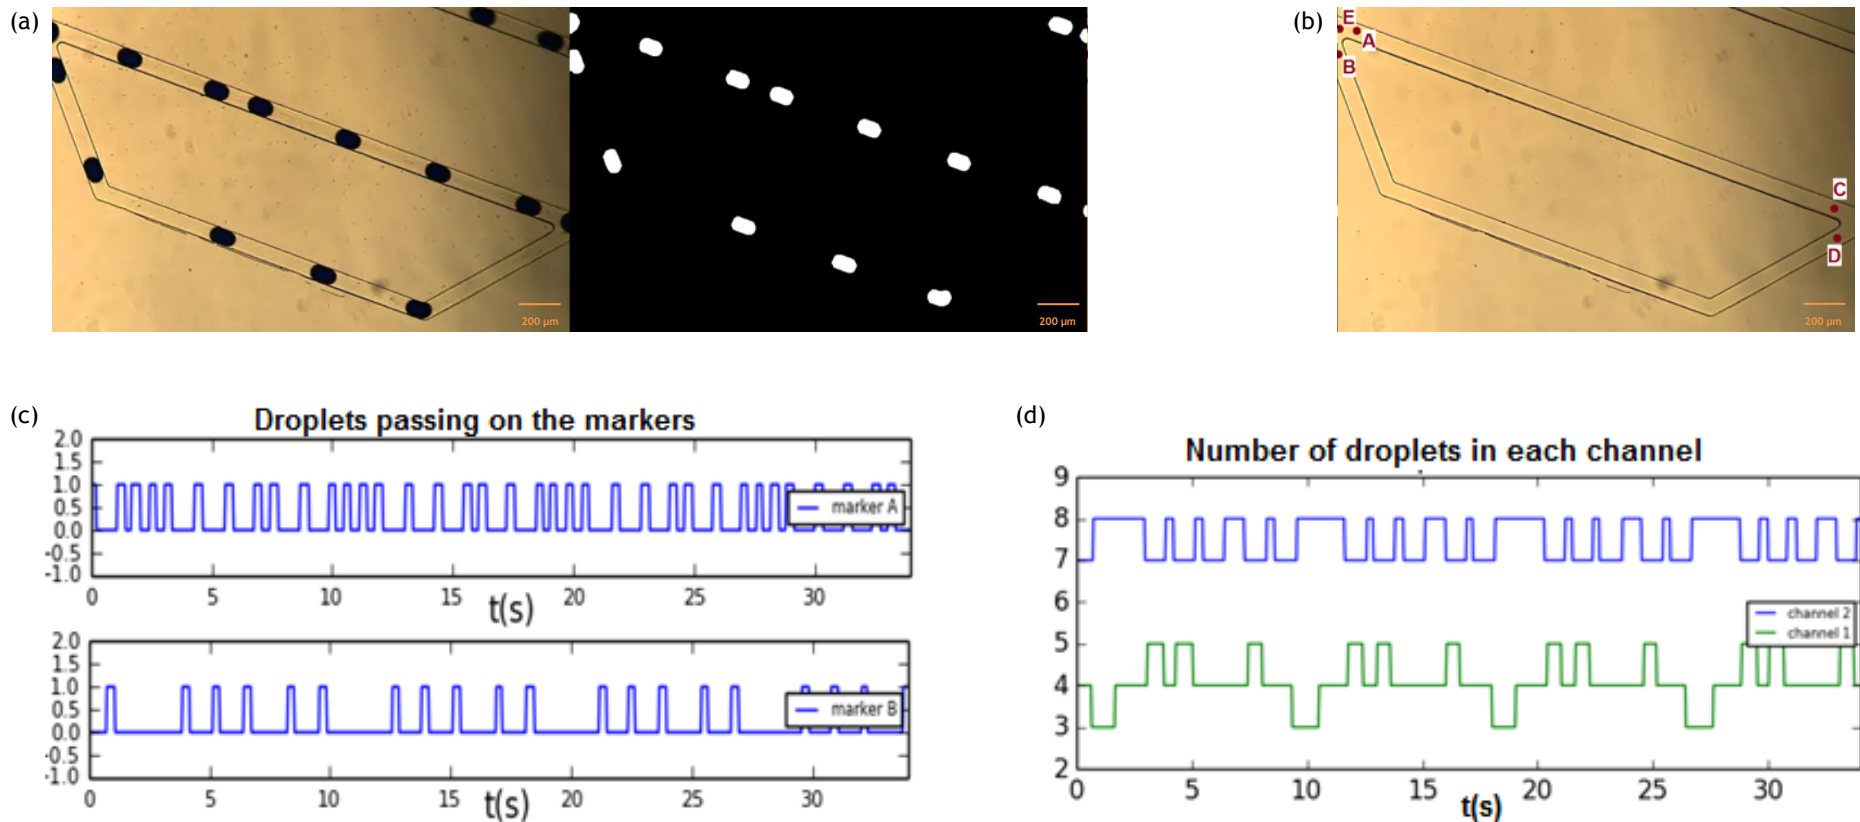 (a)
200 μm
200 μm
(b)
E
A
B
C
D
200 μm
(c)
Droplets passing on the markers
2.0
1.5
1.0
0.5
0.0
-0.5
-1.0
marker A
0 5 10 15 20 25 30
t(s)
2.0
1.5
1.0
0.5
0.0
-0.5
-1.0
marker B
0 5 10 15 20 25 30
t(s)
(d)
Number of droplets in each channel
9
8
7
6
5
4
3
2
channel 2
channel 1
0 5 10 15 20 25 30
t(s)